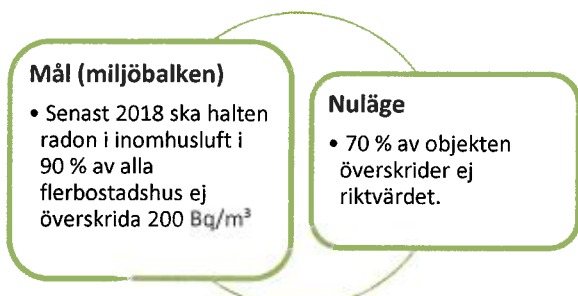 Mål (miljöbalken)
• Senast 2018 ska halten
radon i inomhusluft i
90 % av alla
flerbostadshus ej
överskrida 200 Bq/m³
Nuläge
• 70 % av objekten
överskrider ej
riktvärdet.